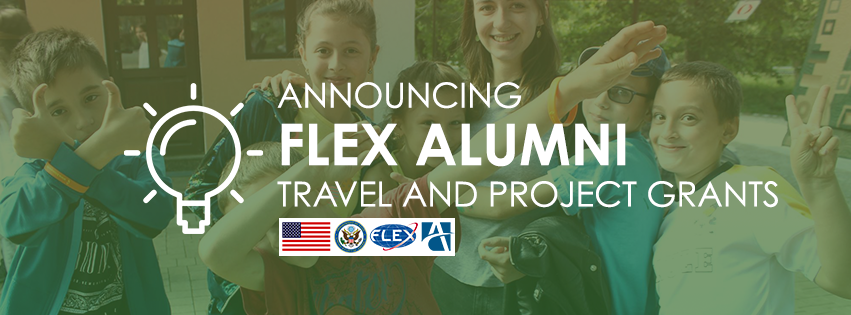 ANNOUNCING
FLEX ALUMNI
TRAVEL AND PROJECT GRANTS
FLEX